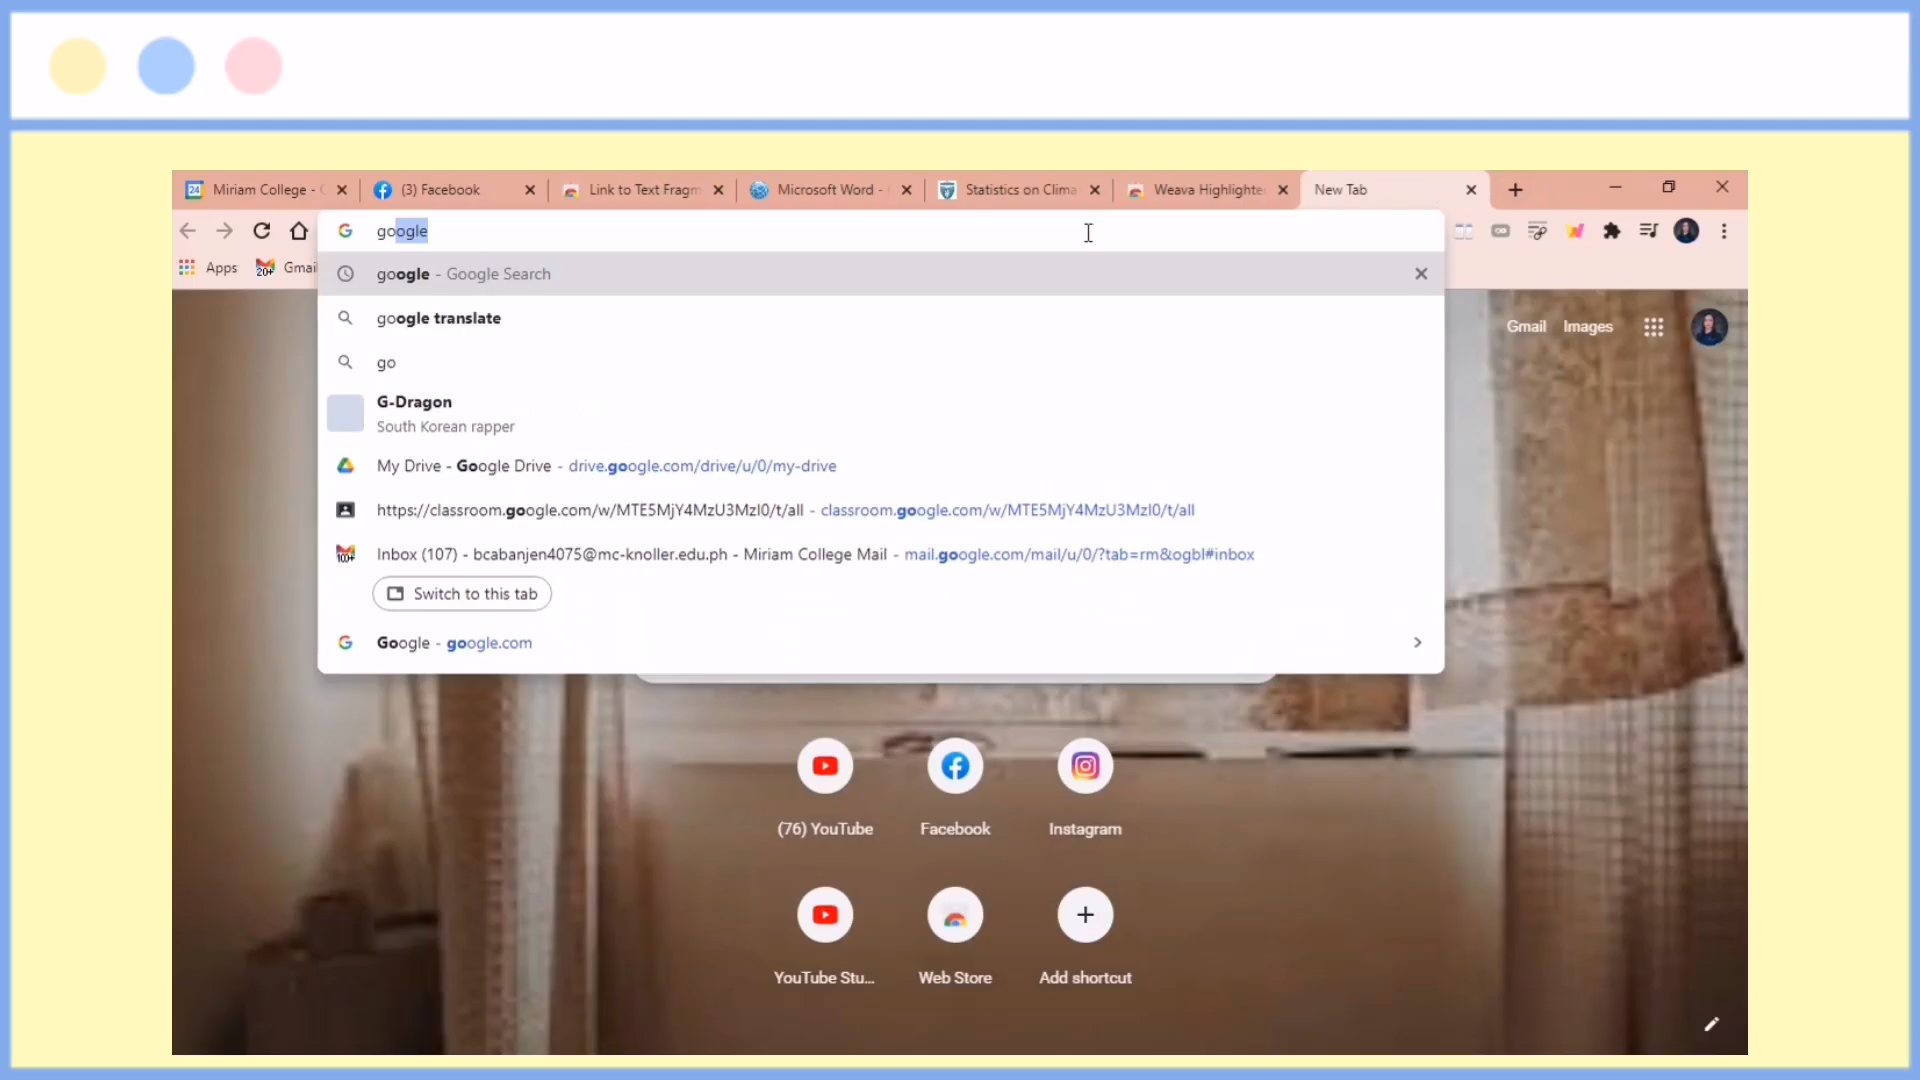 24 Miriam College - (3) Facebook Link to Text Fragm Microsoft Word - Statistics on Clima Weava Highlighte New Tab
google
Apps 20+ Gmail
google - Google Search
google translate
go
G-Dragon
South Korean rapper
My Drive - Google Drive - drive.google.com/drive/u/0/my-drive
https://classroom.google.com/w/MTE5MjY4MzU3MzI0/t/all - classroom.google.com/w/MTE5MjY4MzU3MzI0/t/all
100+ Inbox (107) - bcabanjen4075@mc-knoller.edu.ph - Miriam College Mail - mail.google.com/mail/u/0/?tab=rm&ogbl#inbox
Switch to this tab
Google - google.com
Gmail Images
(76) YouTube Facebook Instagram
YouTube Stu... Web Store Add shortcut